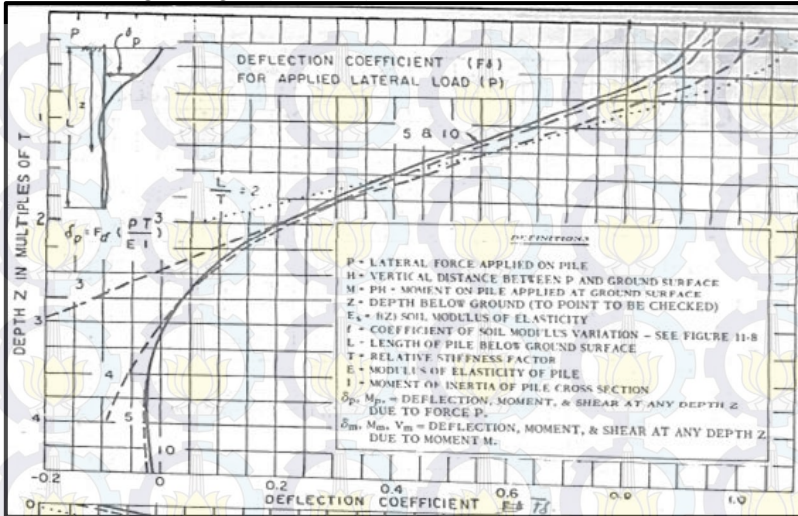 P
δp
Z
L
DEFLECTION COEFFICIENT (Fδ)
FOR APPLIED LATERAL LOAD (P)
5 & 10
L/T = 2
δp = Fd (PT³/EI)
3
4
5
10
DEPTH Z IN MULTIPLES OF T
1
2
3
4
DEFINITIONS
P - LATERAL FORCE APPLIED ON PILE
H - VERTICAL DISTANCE BETWEEN P AND GROUND SURFACE
M - PH - MOMENT ON PILE APPLIED AT GROUND SURFACE
Z - DEPTH BELOW GROUND (TO POINT TO BE CHECKED)
Es - f(Z) SOIL MODULUS OF ELASTICITY
f - COEFFICIENT OF SOIL MODULUS VARIATION - SEE FIGURE 11-8
L - LENGTH OF PILE BELOW GROUND SURFACE
T - RELATIVE STIFFNESS FACTOR
E - MODULUS OF ELASTICITY OF PILE
I - MOMENT OF INERTIA OF PILE CROSS SECTION
δp, Mp, = DEFLECTION, MOMENT, & SHEAR AT ANY DEPTH Z
DUE TO FORCE P.
δm, Mm, Vm = DEFLECTION, MOMENT, & SHEAR AT ANY DEPTH Z
DUE TO MOMENT M.
-0.2 -0.1 0 0.2 0.4 0.6 0.8 1.0
DEFLECTION COEFFICIENT
0